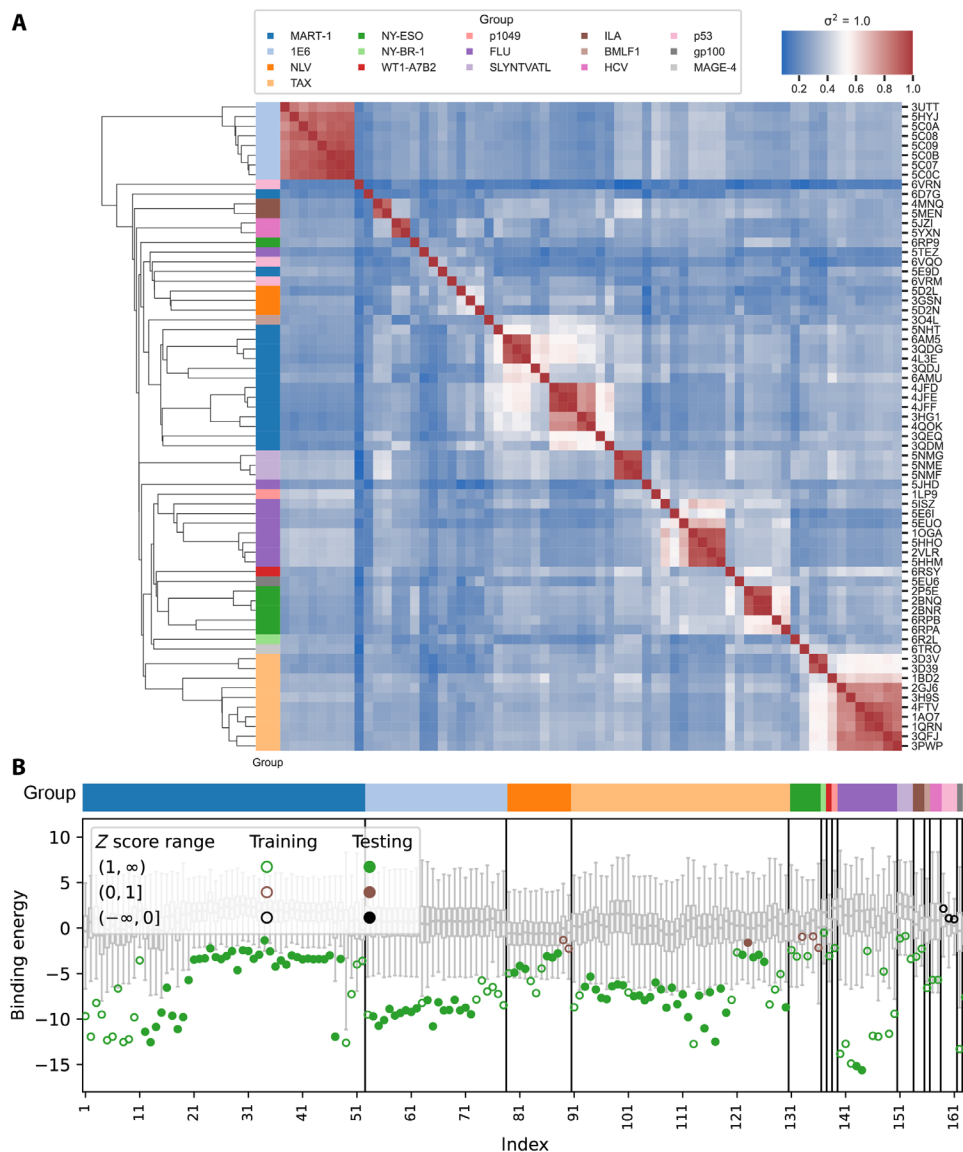 A
Group
MART-1 NY-ESO p1049 ILA p53
1E6 NY-BR-1 FLU BMLF1 gp100
NLV WT1-A7B2 SLYNTVATL HCV MAGE-4
TAX
σ² = 1.0
0.2 0.4 0.6 0.8 1.0
3UTT
5HYJ
5C0A
5C08
5C09
5C0B
5C07
5C0C
6VRN
6D7G
4MNQ
5MEN
5JZI
5YXN
6RP9
5TEZ
6VQO
5E9D
6VRM
5D2L
3GSN
5D2N
3O4L
5NHT
6AM5
3QDG
4L3E
3QDJ
6AMU
4JFD
4JFE
4JFF
3HG1
4QOK
3QEQ
3QDM
5NMG
5NME
5NMF
5JHD
1LP9
5ISZ
5E6I
5EUO
1OGA
5HHO
2VLR
5HHM
6RSY
5EU6
2P5E
2BNQ
2BNR
6RPB
6RPA
6R2L
6TRO
3D3V
3D39
1BD2
2GJ6
3H9S
4FTV
1AO7
1QRN
3QFJ
3PWP
Group
B
Group
Z score range Training Testing
(1, ∞)
(0, 1]
(−∞, 0]
Binding energy
10
5
0
−5
−10
−15
1 11 21 31 41 51 61 71 81 91 101 111 121 131 141 151 161
Index